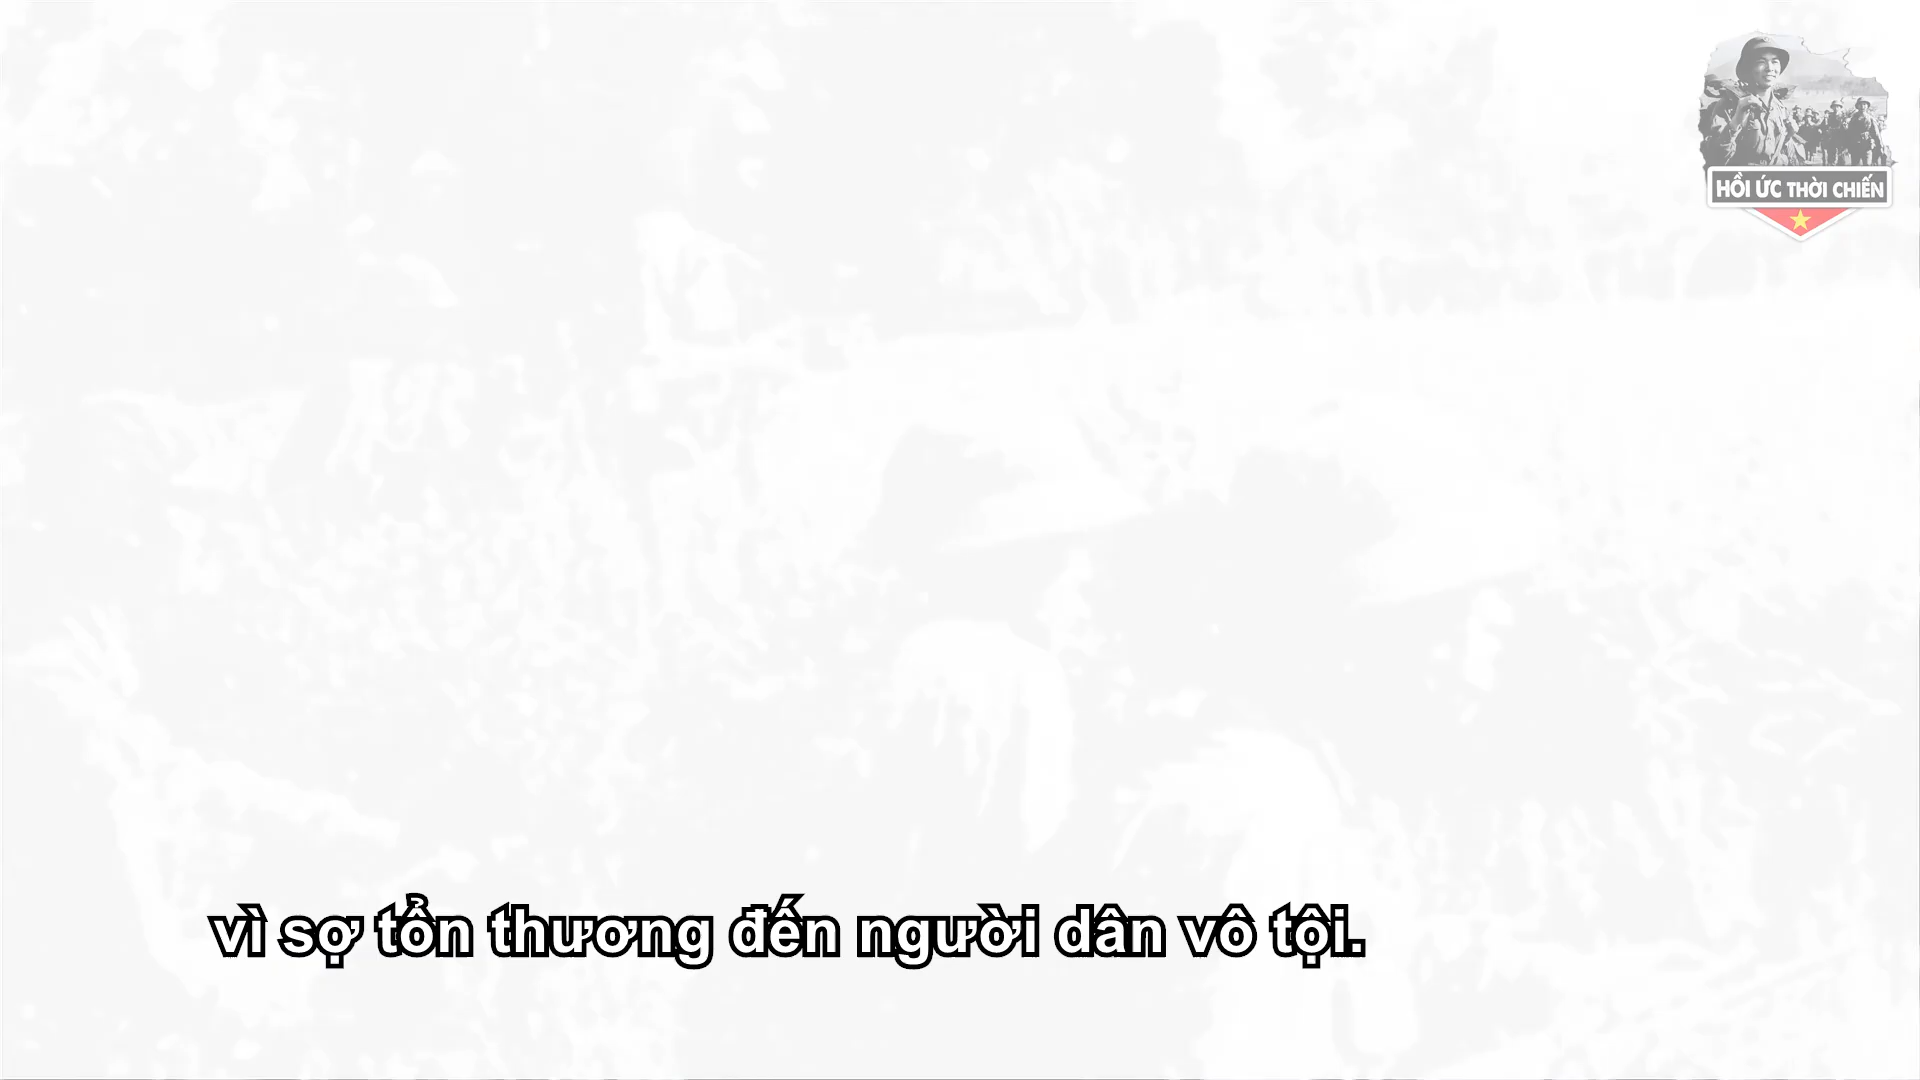 HỒI ỨC THỜI CHIẾN
vì sợ tổn thương đến người dân vô tội.